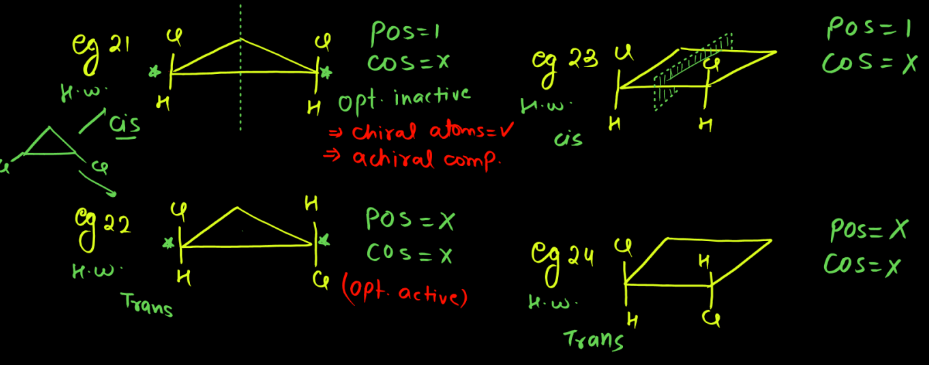 eg 21
H.W.
Cl
Cl
*
*
H
H
POS = 1
COS = x
opt. inactive
⇒ chiral atoms = ✓
⇒ achiral comp.
cis
Cl
Cl
eg 22
H.W.
Cl
H
*
*
H
Cl
Trans
POS = X
COS = x
(opt. active)
eg 23
H.W.
Cl
Cl
H
H
cis
POS = 1
COS = X
eg 24
H.W.
Cl
H
H
Cl
Trans
POS = X
COS = x